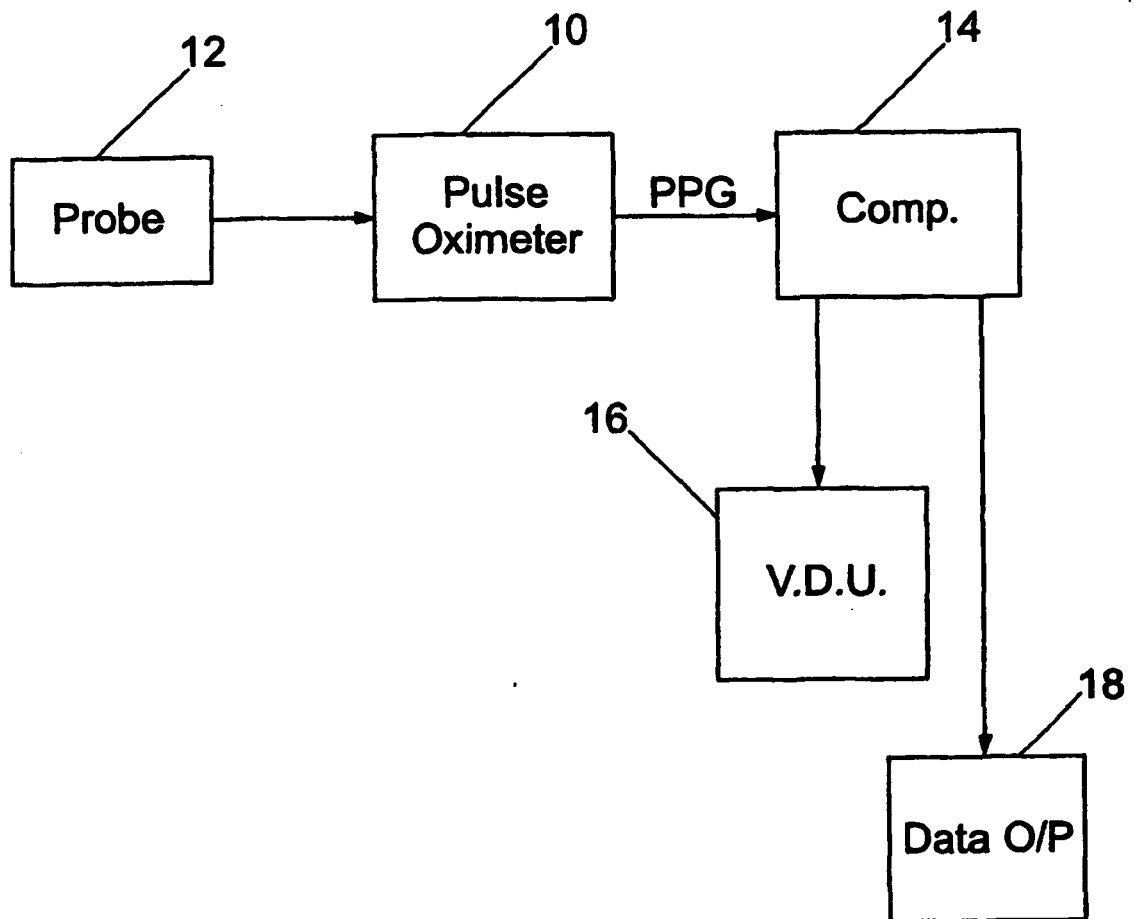 12
10
14
Probe
Pulse
Oximeter
PPG
Comp.
16
V.D.U.
18
Data O/P